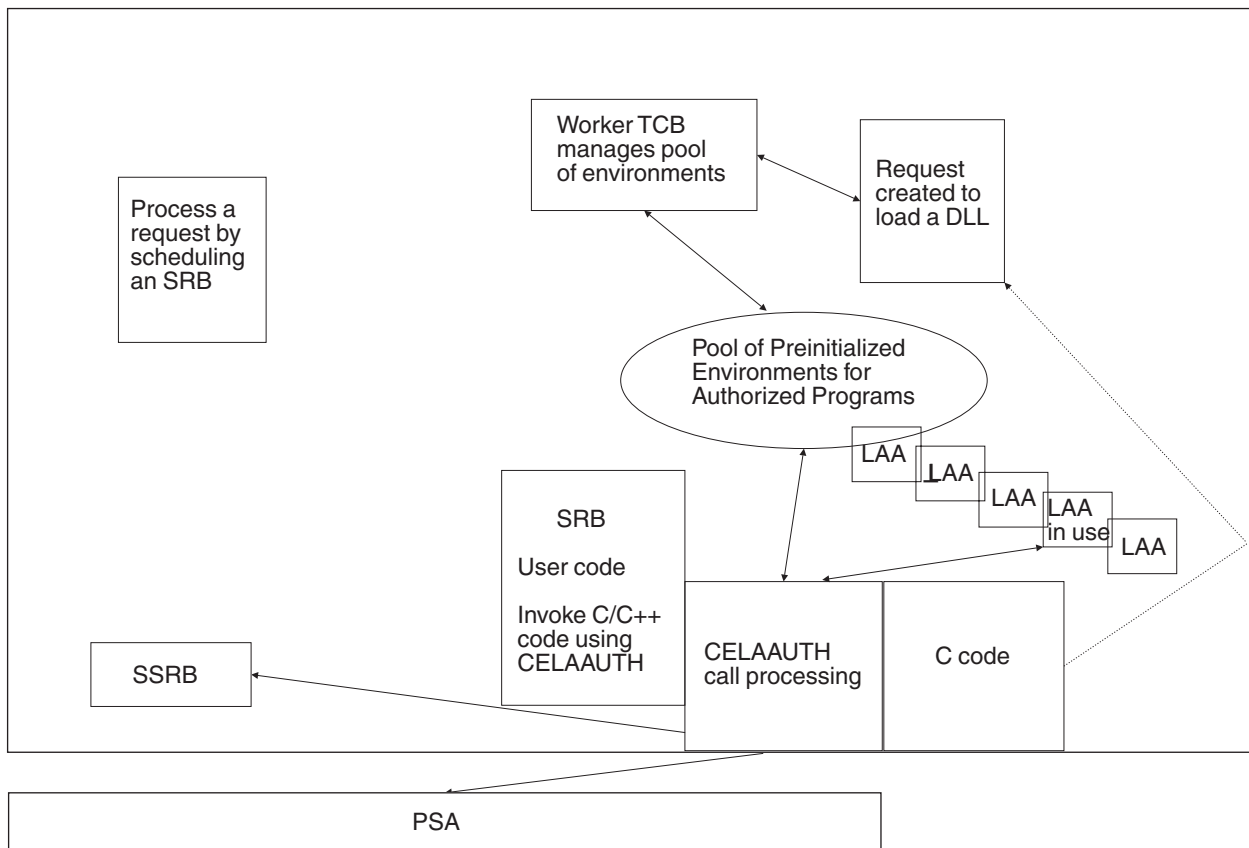 Worker TCB
manages pool
of environments
Request
created to
load a DLL
Process a
request by
scheduling
an SRB
Pool of Preinitialized
Environments for
Authorized Programs
LAA
LAA
LAA
LAA
in use
LAA
SRB
User code
Invoke C/C++
code using
CELAAUTH
CELAAUTH
call processing
C code
SSRB
PSA